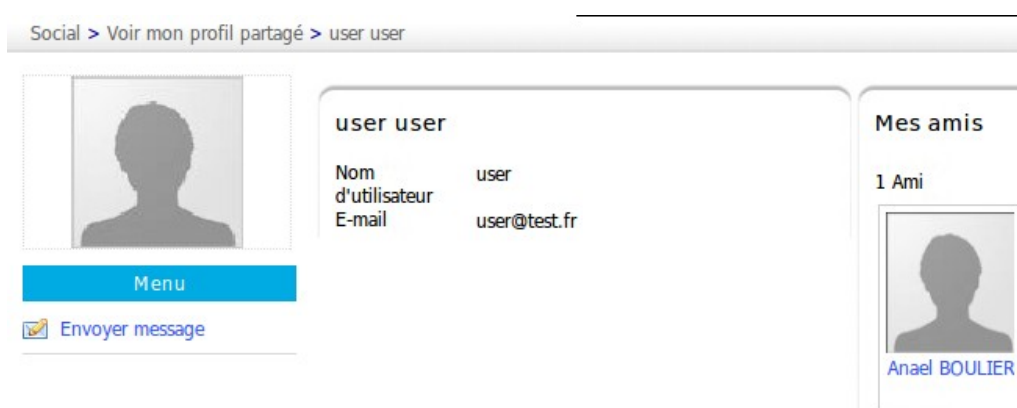 Social > Voir mon profil partagé > user user
Menu
Envoyer message
user user
Nom d'utilisateur
user
E-mail
user@test.fr
Mes amis
1 Ami
Anael BOULIER